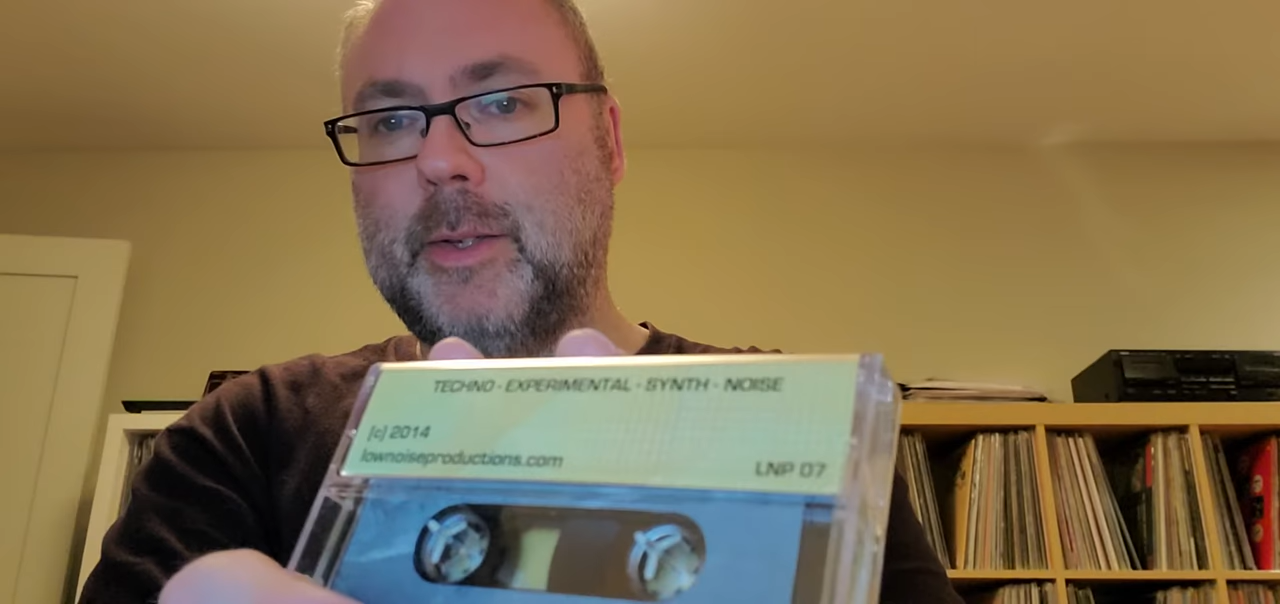 TECHNO · EXPERIMENTAL · SYNTH · NOISE
(c) 2014
lownoiseproductions.com
LNP 07